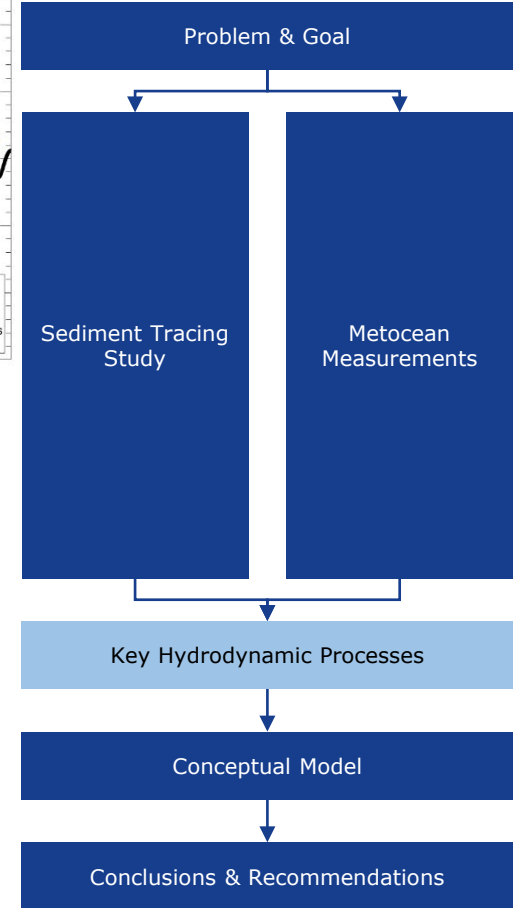 Problem & Goal
Sediment Tracing
Study
Metocean
Measurements
Key Hydrodynamic Processes
Conceptual Model
Conclusions & Recommendations